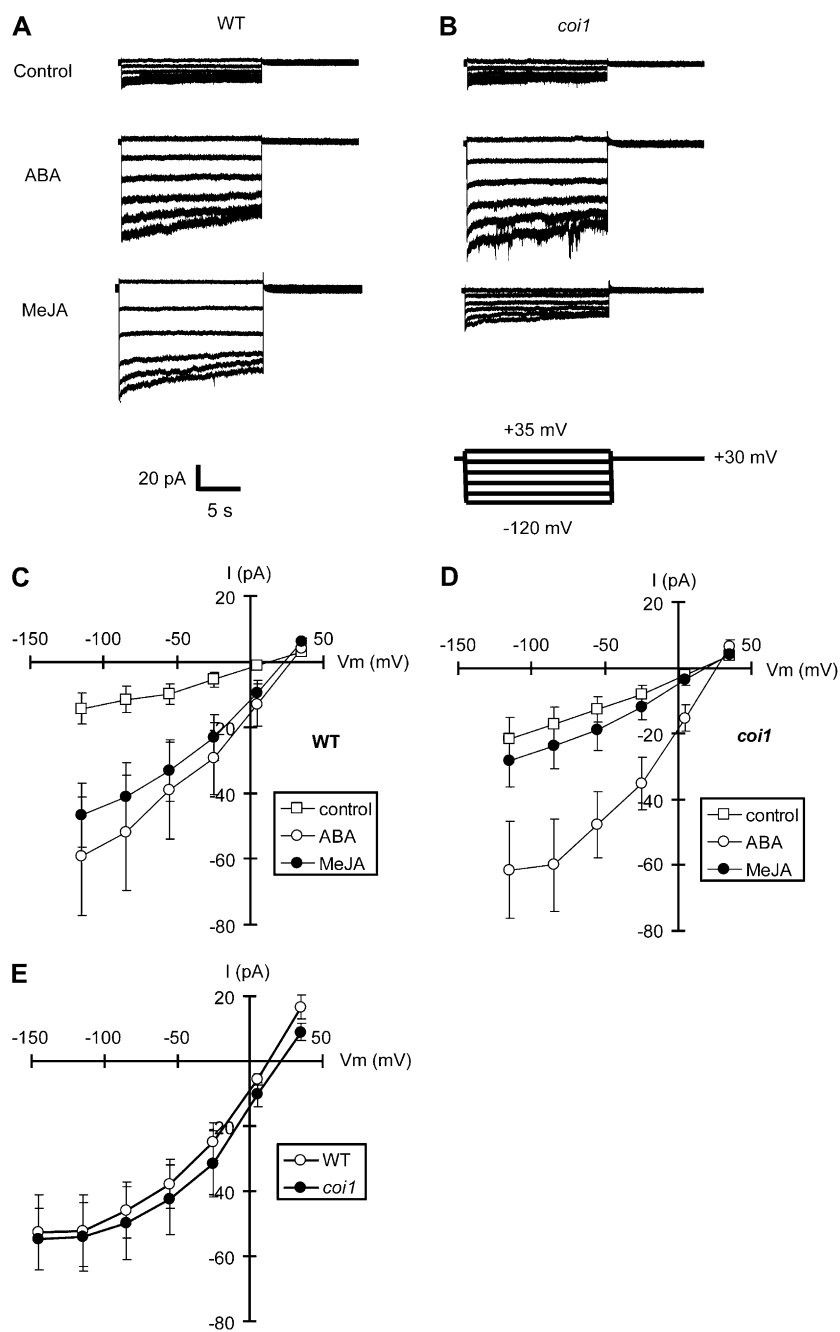 A
WT
B
coi1
Control
ABA
MeJA
+35 mV
+30 mV
-120 mV
20 pA
5 s
C
I (pA)
20
-150
-100
-50
50
Vm (mV)
-20
-40
-60
-80
WT
control
ABA
MeJA
D
I (pA)
20
-150
-100
-50
50
Vm (mV)
-20
-40
-60
-80
coi1
control
ABA
MeJA
E
I (pA)
20
-150
-100
-50
50
Vm (mV)
-20
-40
-60
-80
WT
coi1